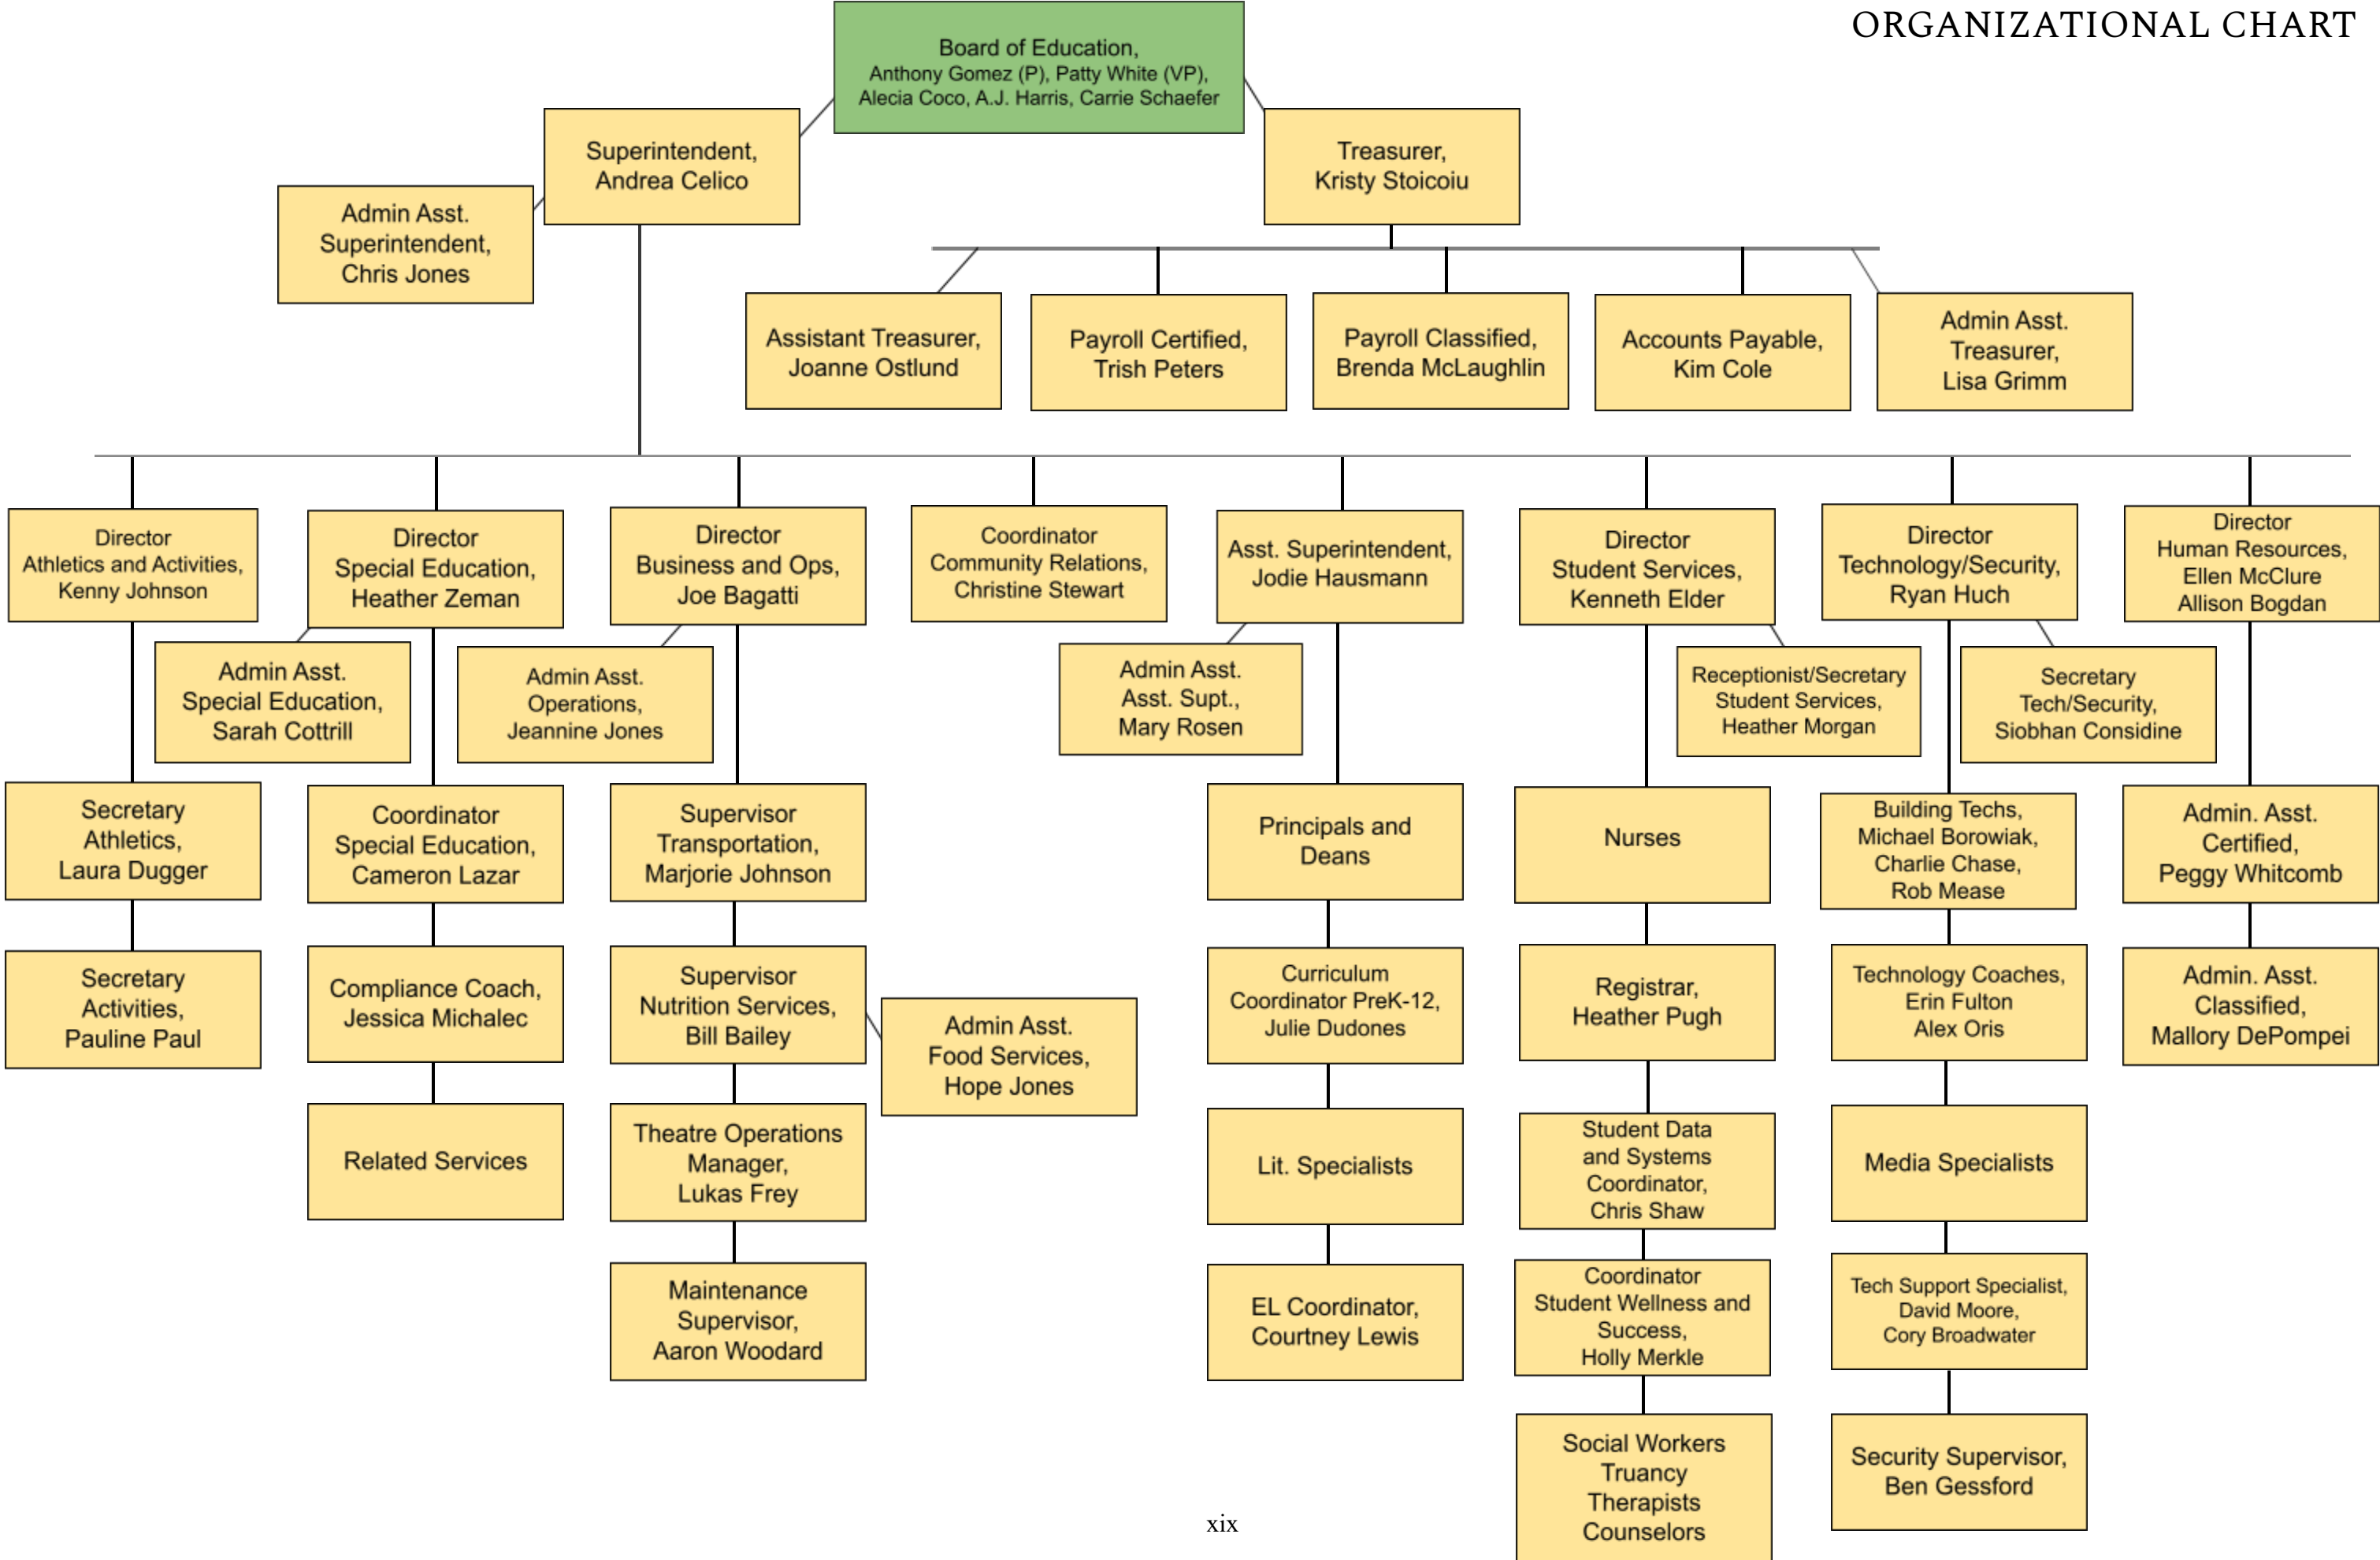 ORGANIZATIONAL CHART
Board of Education,
Anthony Gomez (P), Patty White (VP),
Alecia Coco, A.J. Harris, Carrie Schaefer
Superintendent,
Andrea Celico
Treasurer,
Kristy Stoicoiu
Admin Asst.
Superintendent,
Chris Jones
Assistant Treasurer,
Joanne Ostlund
Payroll Certified,
Trish Peters
Payroll Classified,
Brenda McLaughlin
Accounts Payable,
Kim Cole
Admin Asst.
Treasurer,
Lisa Grimm
Director
Athletics and Activities,
Kenny Johnson
Director
Special Education,
Heather Zeman
Director
Business and Ops,
Joe Bagatti
Coordinator
Community Relations,
Christine Stewart
Asst. Superintendent,
Jodie Hausmann
Director
Student Services,
Kenneth Elder
Director
Technology/Security,
Ryan Huch
Director
Human Resources,
Ellen McClure
Allison Bogdan
Admin Asst.
Special Education,
Sarah Cottrill
Admin Asst.
Operations,
Jeannine Jones
Admin Asst.
Asst. Supt.,
Mary Rosen
Receptionist/Secretary
Student Services,
Heather Morgan
Secretary
Tech/Security,
Siobhan Considine
Secretary
Athletics,
Laura Dugger
Coordinator
Special Education,
Cameron Lazar
Supervisor
Transportation,
Marjorie Johnson
Principals and
Deans
Nurses
Building Techs,
Michael Borowiak,
Charlie Chase,
Rob Mease
Admin. Asst.
Certified,
Peggy Whitcomb
Secretary
Activities,
Pauline Paul
Compliance Coach,
Jessica Michalec
Supervisor
Nutrition Services,
Bill Bailey
Admin Asst.
Food Services,
Hope Jones
Curriculum
Coordinator PreK-12,
Julie Dudones
Registrar,
Heather Pugh
Technology Coaches,
Erin Fulton
Alex Oris
Admin. Asst.
Classified,
Mallory DePompei
Related Services
Theatre Operations
Manager,
Lukas Frey
Lit. Specialists
Student Data
and Systems
Coordinator,
Chris Shaw
Media Specialists
Maintenance
Supervisor,
Aaron Woodard
EL Coordinator,
Courtney Lewis
Coordinator
Student Wellness and
Success,
Holly Merkle
Tech Support Specialist,
David Moore,
Cory Broadwater
Social Workers
Truancy
Therapists
Counselors
Security Supervisor,
Ben Gessford
xix